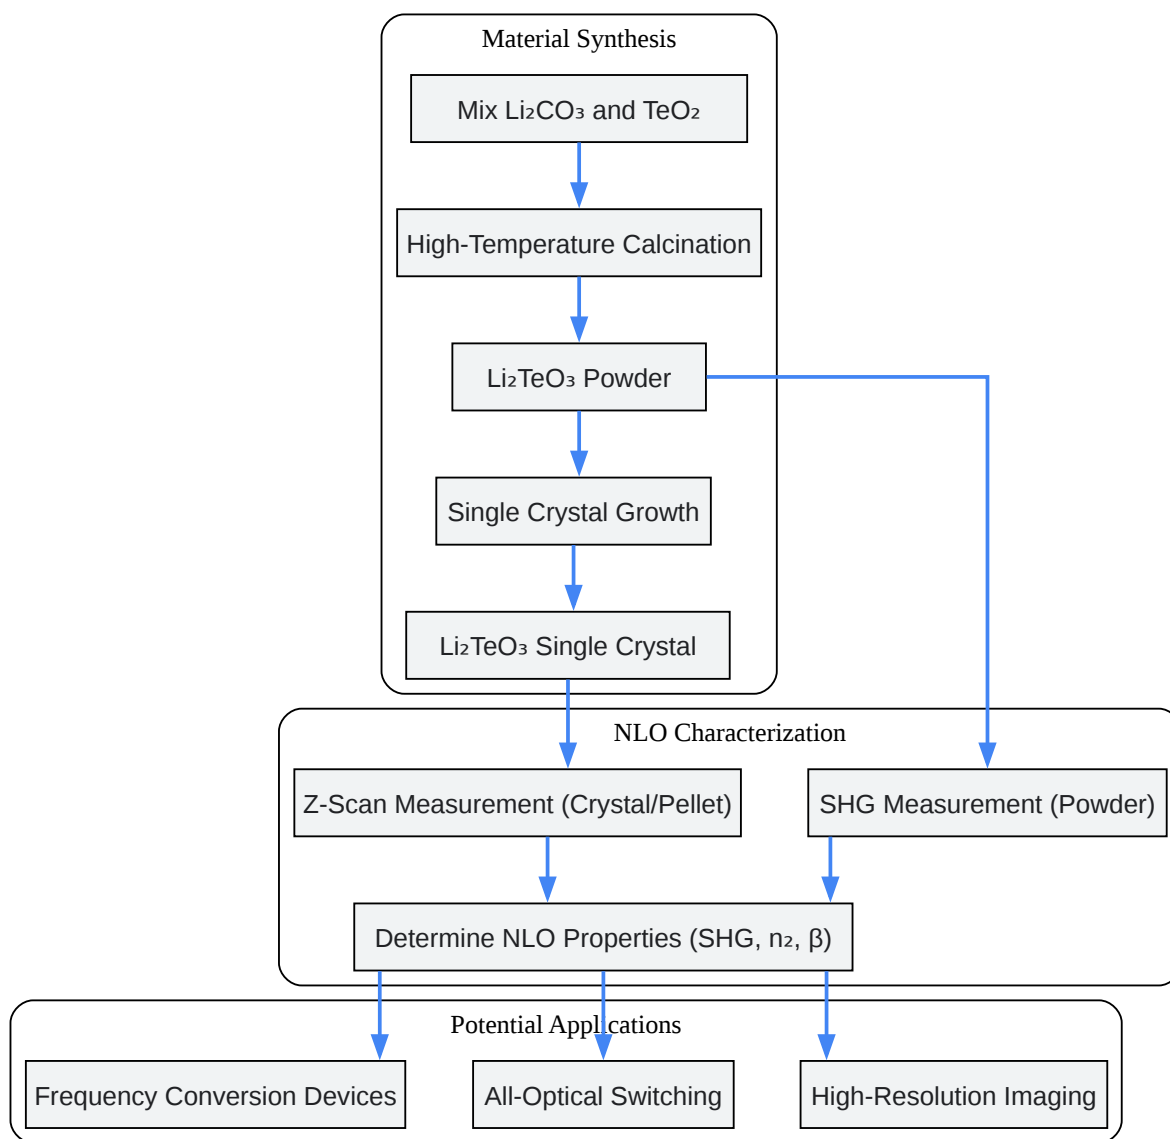 Material Synthesis
Mix Li₂CO₃ and TeO₂
High-Temperature Calcination
Li₂TeO₃ Powder
Single Crystal Growth
Li₂TeO₃ Single Crystal
NLO Characterization
Z-Scan Measurement (Crystal/Pellet)
SHG Measurement (Powder)
Determine NLO Properties (SHG, n₂, β)
Potential Applications
Frequency Conversion Devices
All-Optical Switching
High-Resolution Imaging